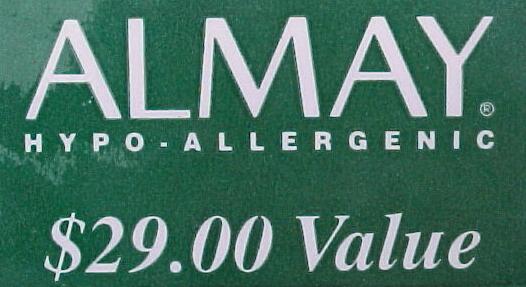 ALMAY®
HYPO-ALLERGENIC
$29.00 Value